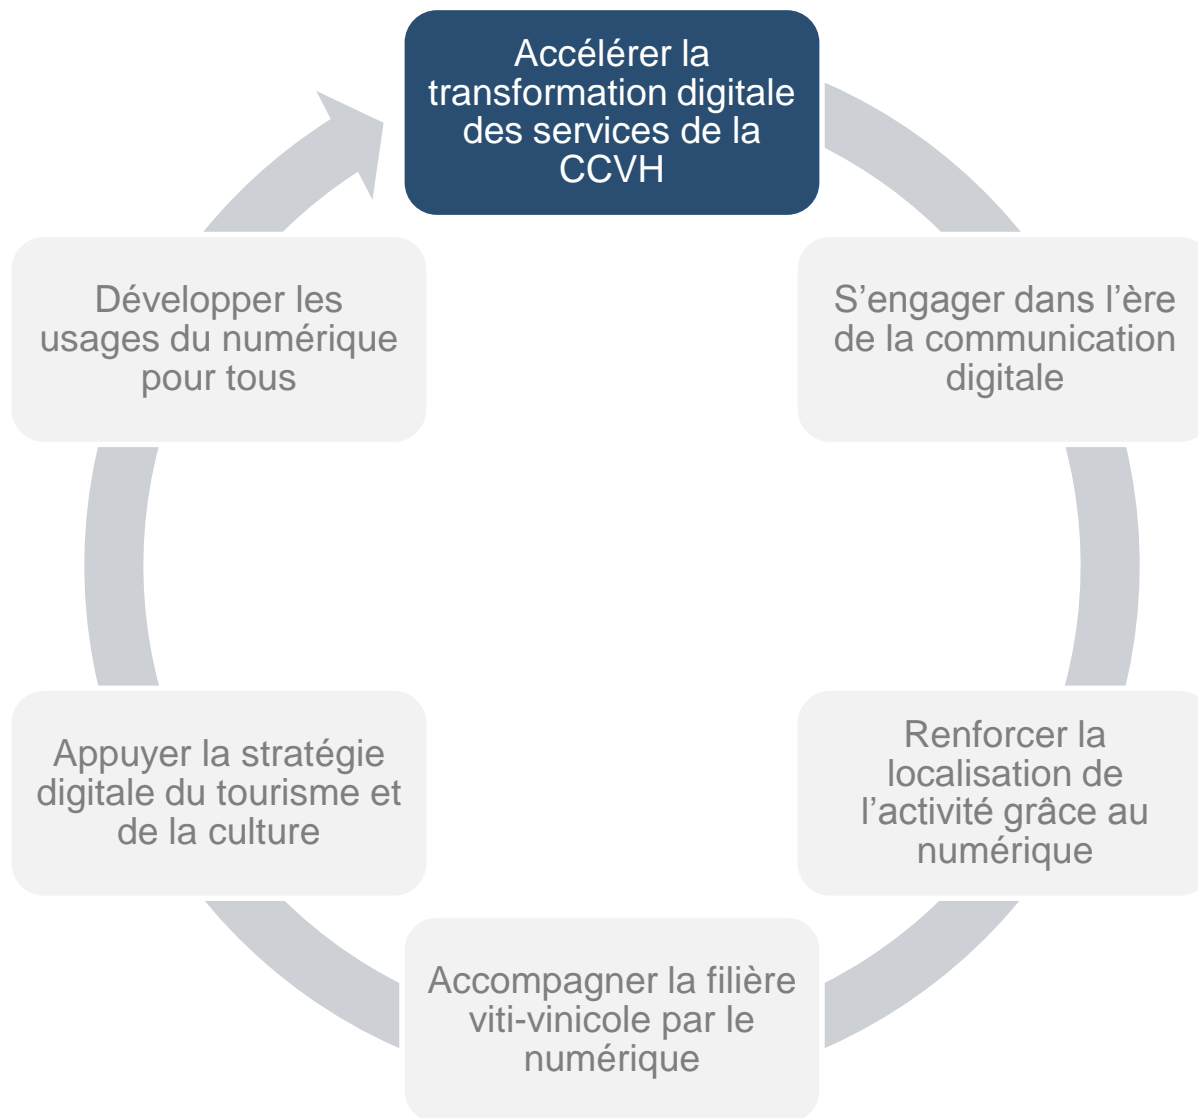 Accélérer la
transformation digitale
des services de la
CCVH
S’engager dans l’ère
de la communication
digitale
Renforcer la
localisation de
l’activité grâce au
numérique
Accompagner la filière
viti-vinicole par le
numérique
Appuyer la stratégie
digitale du tourisme et
de la culture
Développer les
usages du numérique
pour tous